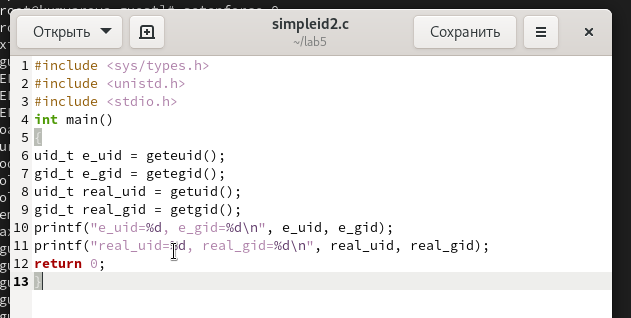 Открыть
simpleid2.c
~/lab5
Сохранить
1 #include <sys/types.h>
2 #include <unistd.h>
3 #include <stdio.h>
4 int main()
5 {
6 uid_t e_uid = geteuid();
7 gid_t e_gid = getegid();
8 uid_t real_uid = getuid();
9 gid_t real_gid = getgid();
10 printf("e_uid=%d, e_gid=%d\n", e_uid, e_gid);
11 printf("real_uid=%d, real_gid=%d\n", real_uid, real_gid);
12 return 0;
13 }